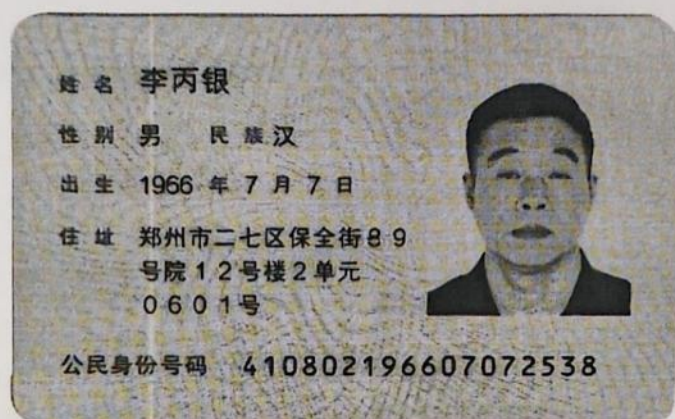 姓名 李丙银
性别 男 民族 汉
出生 1966 年 7 月 7 日
住址 郑州市二七区保全街89
号院12号楼2单元
0601号
公民身份号码 410802196607072538